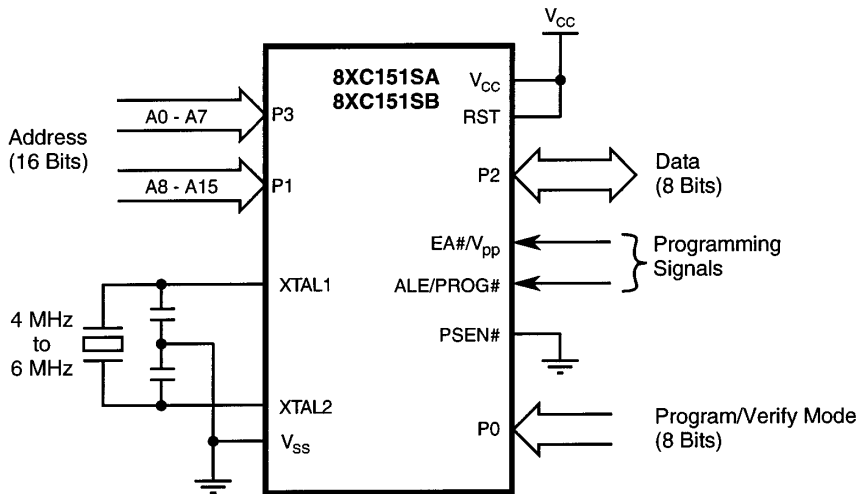 V_CC
8XC151SA
8XC151SB
V_CC
RST
Address
(16 Bits)
A0 - A7
P3
A8 - A15
P1
P2
Data
(8 Bits)
EA#/V_pp
ALE/PROG#
Programming
Signals
XTAL1
4 MHz
to
6 MHz
PSEN#
XTAL2
V_SS
P0
Program/Verify Mode
(8 Bits)